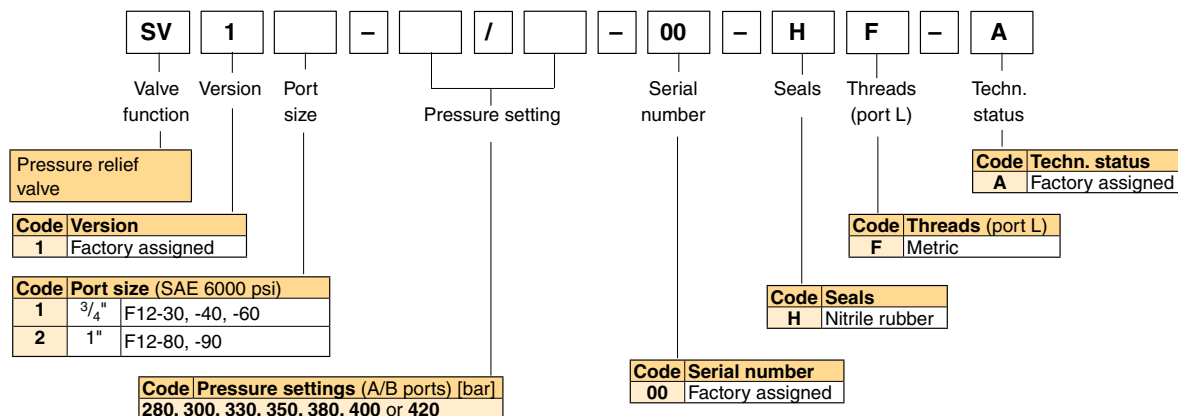 SV 1 – / – 00 – H F – A
Valve function
Version
Port size
Pressure setting
Serial number
Seals
Threads (port L)
Techn. status
Pressure relief
valve
Code Techn. status
A Factory assigned
Code Version
1 Factory assigned
Code Threads (port L)
F Metric
Code Port size (SAE 6000 psi)
1 3/4" F12-30, -40, -60
2 1" F12-80, -90
Code Seals
H Nitrile rubber
Code Serial number
00 Factory assigned
Code Pressure settings (A/B ports) [bar]
280, 300, 330, 350, 380, 400 or 420